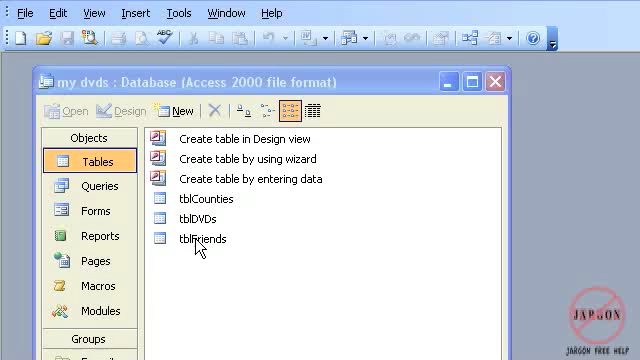 File Edit View Insert Tools Window Help
my dvds : Database (Access 2000 file format)
Open Design New
Objects
Tables
Queries
Forms
Reports
Pages
Macros
Modules
Groups
Create table in Design view
Create table by using wizard
Create table by entering data
tblCounties
tblDVDs
tblFriends
JARGON
JARGON FREE HELP